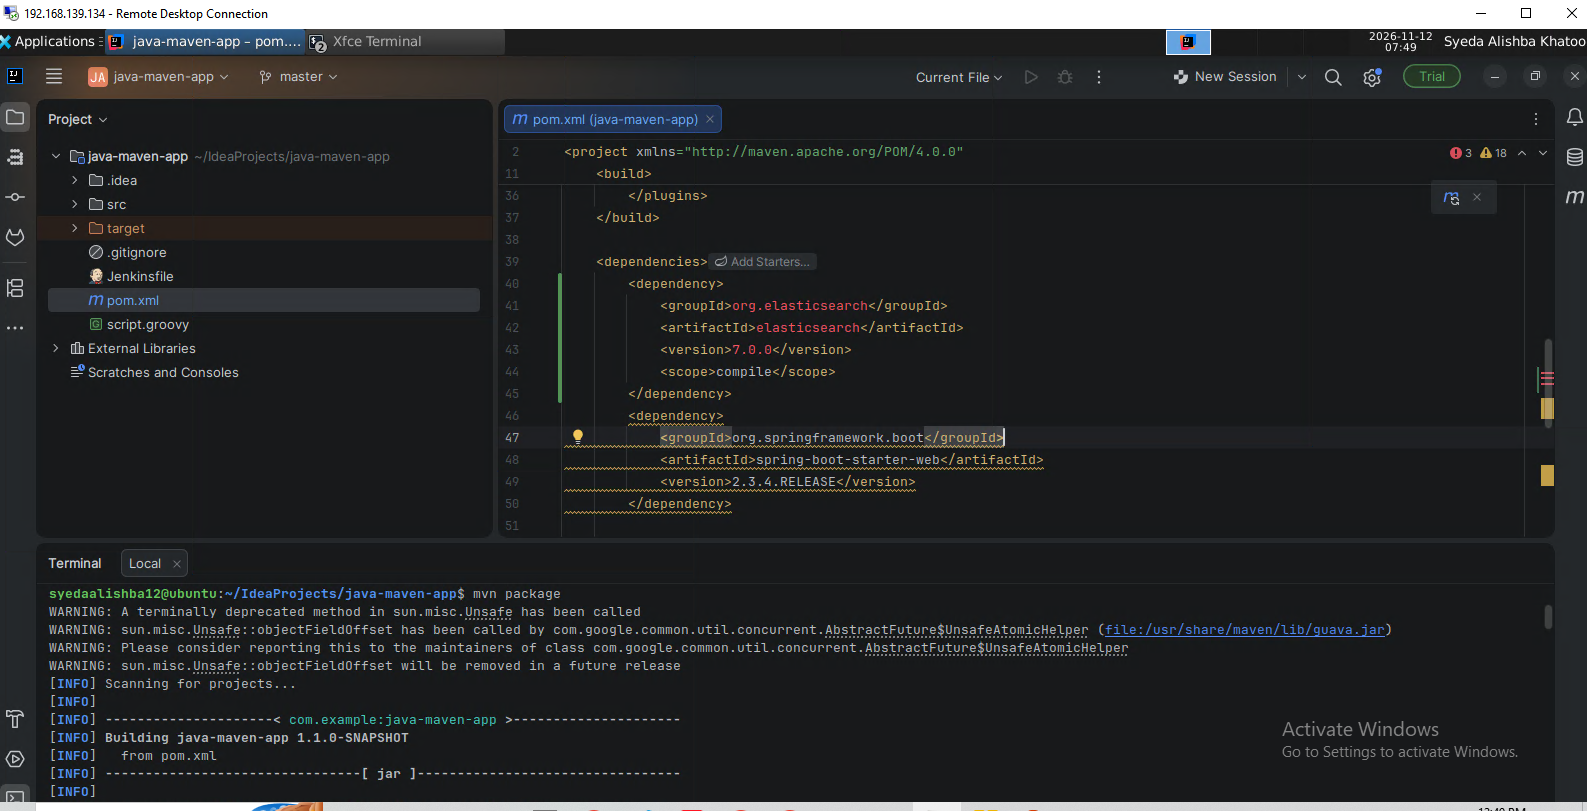 192.168.139.134 - Remote Desktop Connection
Applications
java-maven-app – pom....
Xfce Terminal
2026-11-12
07:49
Syeda Alishba Khatoo
JA java-maven-app
master
Current File
New Session
Trial
Project
java-maven-app ~/IdeaProjects/java-maven-app
.idea
src
target
.gitignore
Jenkinsfile
pom.xml
script.groovy
External Libraries
Scratches and Consoles
pom.xml (java-maven-app)
3 18
2 <project xmlns="http://maven.apache.org/POM/4.0.0"
11 <build>
36 </plugins>
37 </build>
38
39 <dependencies> Add Starters...
40 <dependency>
41 <groupId>org.elasticsearch</groupId>
42 <artifactId>elasticsearch</artifactId>
43 <version>7.0.0</version>
44 <scope>compile</scope>
45 </dependency>
46 <dependency>
47 <groupId>org.springframework.boot</groupId>
48 <artifactId>spring-boot-starter-web</artifactId>
49 <version>2.3.4.RELEASE</version>
50 </dependency>
51
Terminal
Local
syedaalishba12@ubuntu:~/IdeaProjects/java-maven-app$ mvn package
WARNING: A terminally deprecated method in sun.misc.Unsafe has been called
WARNING: sun.misc.Unsafe::objectFieldOffset has been called by com.google.common.util.concurrent.AbstractFuture$UnsafeAtomicHelper (file:/usr/share/maven/lib/guava.jar)
WARNING: Please consider reporting this to the maintainers of class com.google.common.util.concurrent.AbstractFuture$UnsafeAtomicHelper
WARNING: sun.misc.Unsafe::objectFieldOffset will be removed in a future release
[INFO] Scanning for projects...
[INFO]
[INFO] ---------------------< com.example:java-maven-app >---------------------
[INFO] Building java-maven-app 1.1.0-SNAPSHOT
[INFO]   from pom.xml
[INFO] --------------------------------[ jar ]---------------------------------
[INFO]
Activate Windows
Go to Settings to activate Windows.